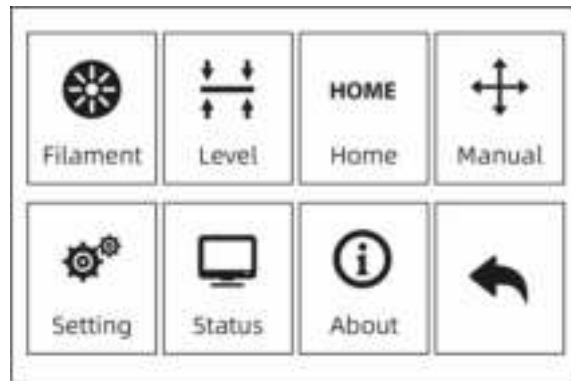 Filament
Level
HOME
Home
Manual
Setting
Status
About